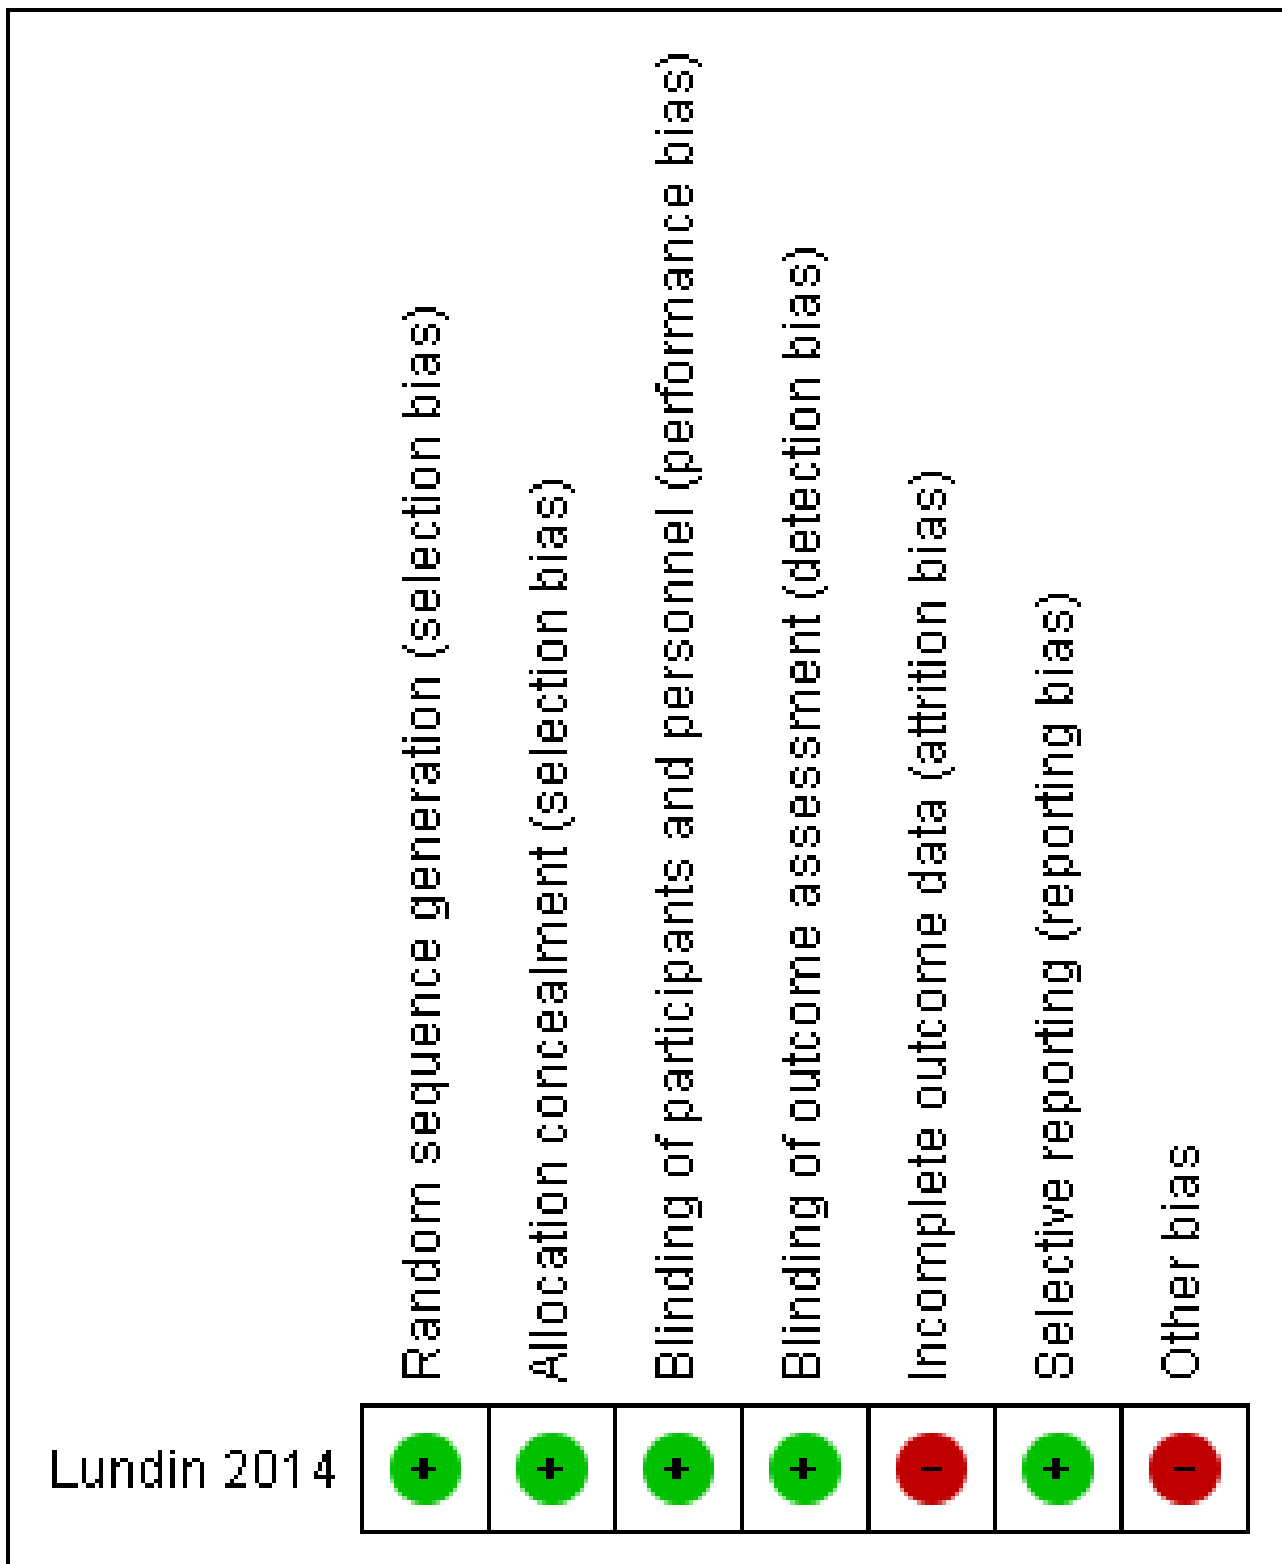 Random sequence generation (selection bias)
Allocation concealment (selection bias)
Blinding of participants and personnel (performance bias)
Blinding of outcome assessment (detection bias)
Incomplete outcome data (attrition bias)
Selective reporting (reporting bias)
Other bias
Lundin 2014 + + + + - + -